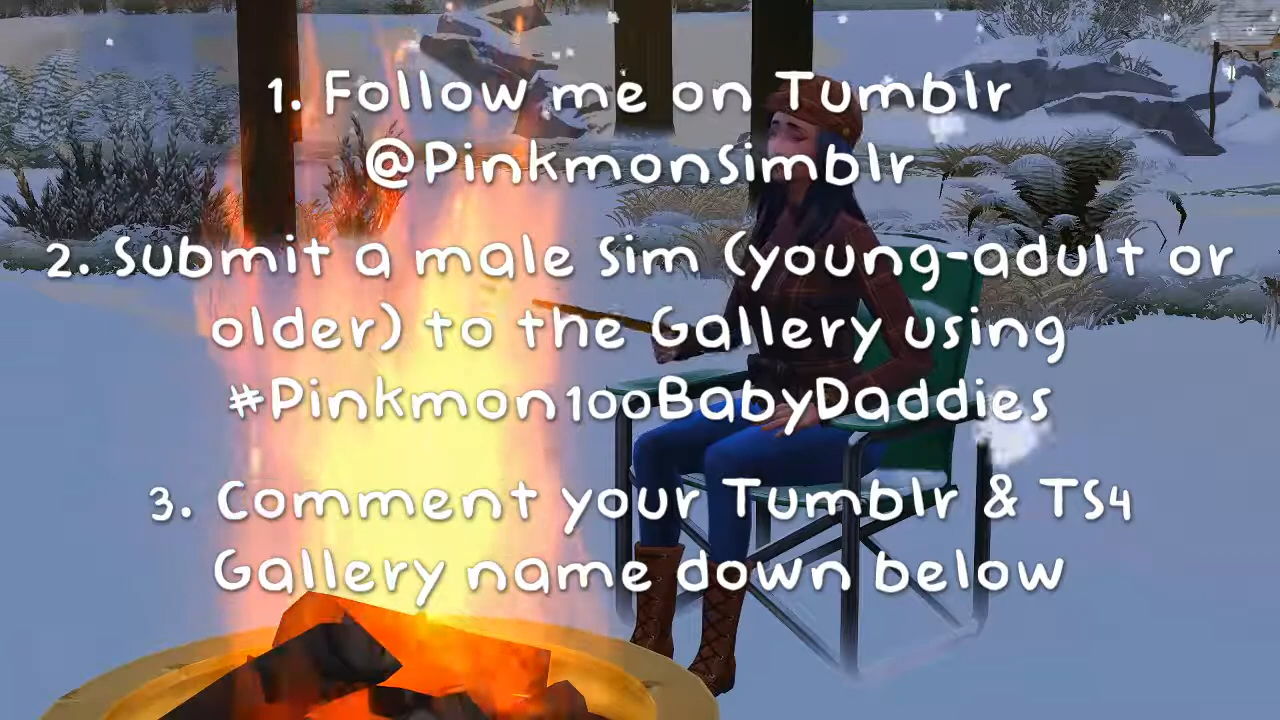 1. Follow me on Tumblr
@PinkmonSimblr
2. Submit a male Sim (young-adult or
older) to the Gallery using
#Pinkmon100BabyDaddies
3. Comment your Tumblr & TS4
Gallery name down below